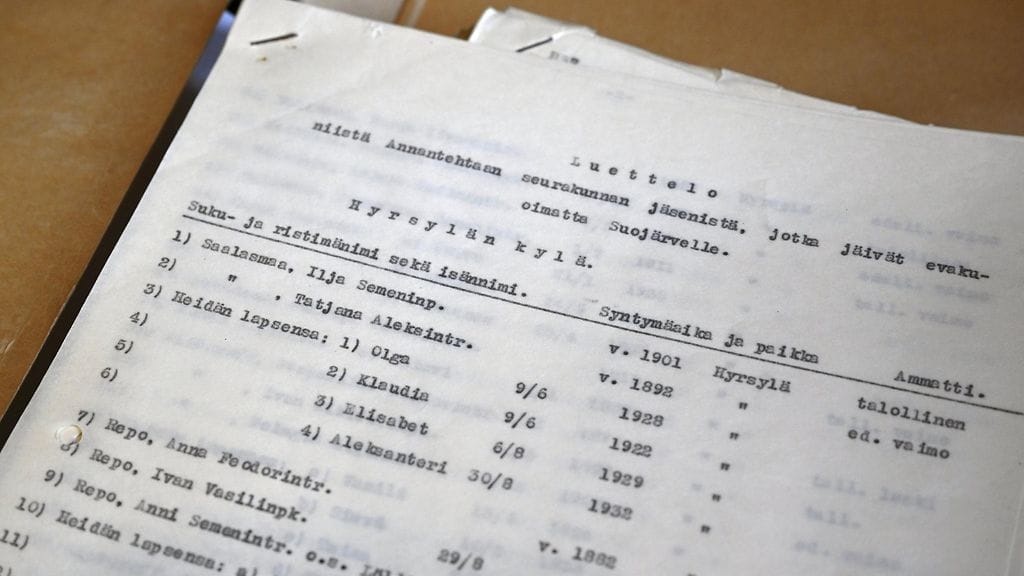 Luettelo
niistä Annantehtaan seurakunnan jäsenistä, jotka jäivät evaku-
oimatta Suojärvelle.
Hyrsylän kylä.
Suku- ja ristimänimi sekä isännimi. Syntymäaika ja paikka Ammatti.
1) Saalasmaa, Ilja Semeninp. v. 1901 Hyrsylä talollinen
2) " , Tatjana Aleksintr. v. 1892 " ed. vaimo
3) Heidän lapsensa; 1) Olga 9/6 1928 "
4) 2) Klaudia 9/6 1922 "
5) 3) Elisabet 6/8 1929 "
6) 4) Aleksanteri 30/8 1932 "
7) Repo, Anna Feodorintr. v. 1882
8) Repo, Ivan Vasilinpk. 29/8
9) Repo, Anni Semenintr. o.s.
10) Heidän lapsensa: a)
11)